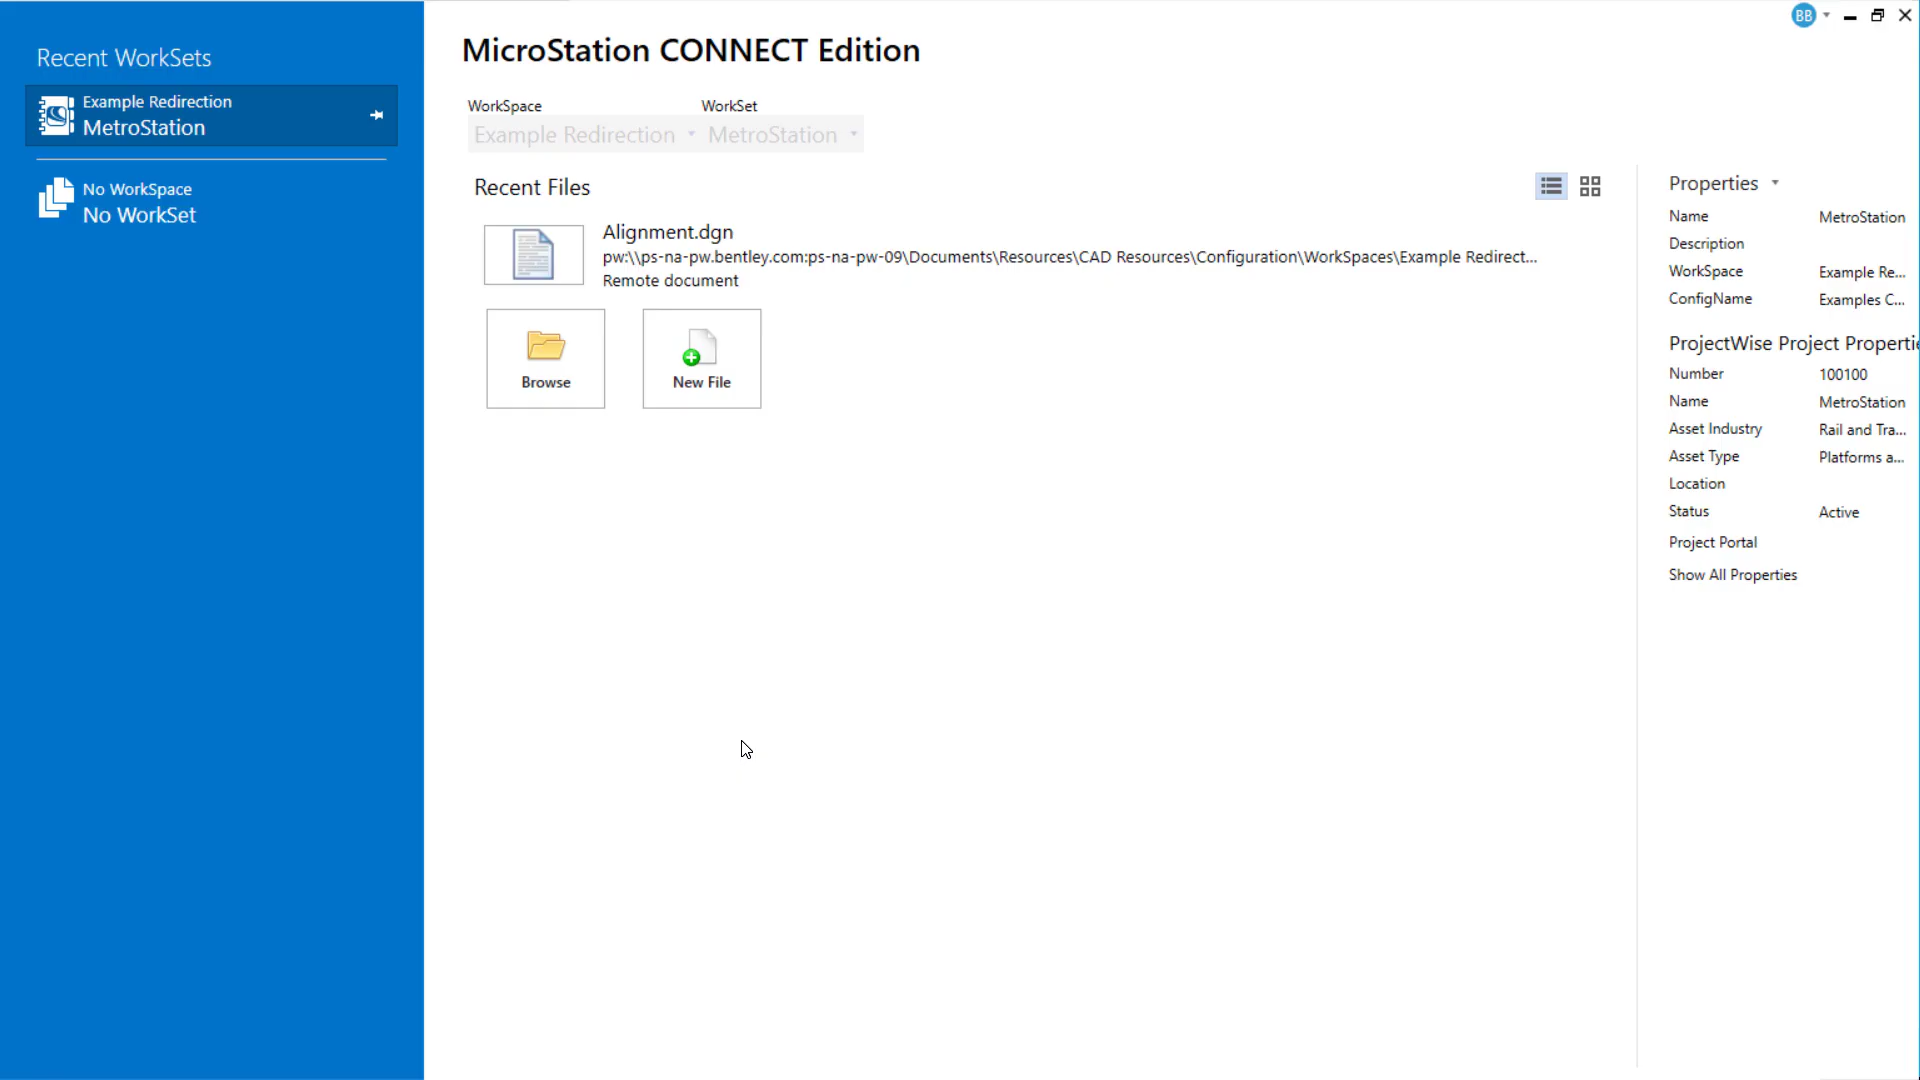 BB
Recent WorkSets
Example Redirection
MetroStation
No WorkSpace
No WorkSet
MicroStation CONNECT Edition
WorkSpace WorkSet
Example Redirection MetroStation
Recent Files
Alignment.dgn
pw:\\ps-na-pw.bentley.com:ps-na-pw-09\Documents\Resources\CAD Resources\Configuration\WorkSpaces\Example Redirect...
Remote document
Browse
New File
Properties
Name MetroStation
Description
WorkSpace Example Re...
ConfigName Examples C...
ProjectWise Project Properti
Number 100100
Name MetroStation
Asset Industry Rail and Tra...
Asset Type Platforms a...
Location
Status Active
Project Portal
Show All Properties